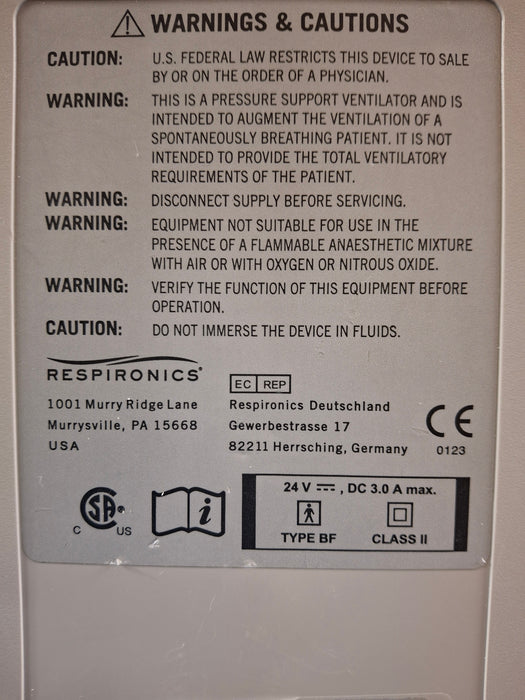 WARNINGS & CAUTIONS
CAUTION: U.S. FEDERAL LAW RESTRICTS THIS DEVICE TO SALE
BY OR ON THE ORDER OF A PHYSICIAN.
WARNING: THIS IS A PRESSURE SUPPORT VENTILATOR AND IS
INTENDED TO AUGMENT THE VENTILATION OF A
SPONTANEOUSLY BREATHING PATIENT. IT IS NOT
INTENDED TO PROVIDE THE TOTAL VENTILATORY
REQUIREMENTS OF THE PATIENT.
WARNING: DISCONNECT SUPPLY BEFORE SERVICING.
WARNING: EQUIPMENT NOT SUITABLE FOR USE IN THE
PRESENCE OF A FLAMMABLE ANAESTHETIC MIXTURE
WITH AIR OR WITH OXYGEN OR NITROUS OXIDE.
WARNING: VERIFY THE FUNCTION OF THIS EQUIPMENT BEFORE
OPERATION.
CAUTION: DO NOT IMMERSE THE DEVICE IN FLUIDS.
RESPIRONICS®
1001 Murry Ridge Lane
Murrysville, PA 15668
USA
EC REP
Respironics Deutschland
Gewerbestrasse 17
82211 Herrsching, Germany
CE
0123
C SA® US
i
24 V ⎓ , DC 3.0 A max.
TYPE BF CLASS II